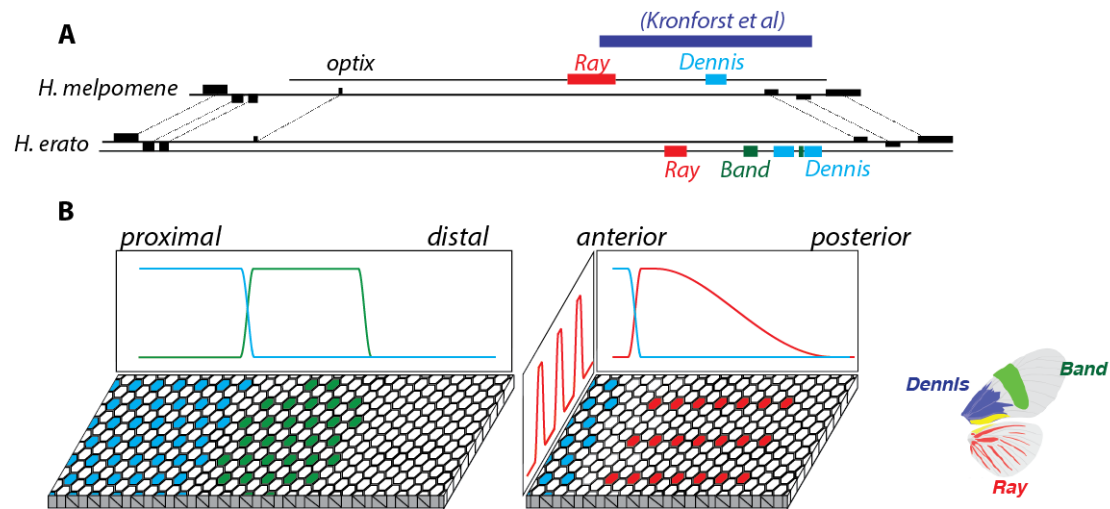 A
(Kronforst et al)
optix
Ray
Dennis
H. melpomene
H. erato
Ray
Band
Dennis
B
proximal
distal
anterior
posterior
Dennis
Band
Ray